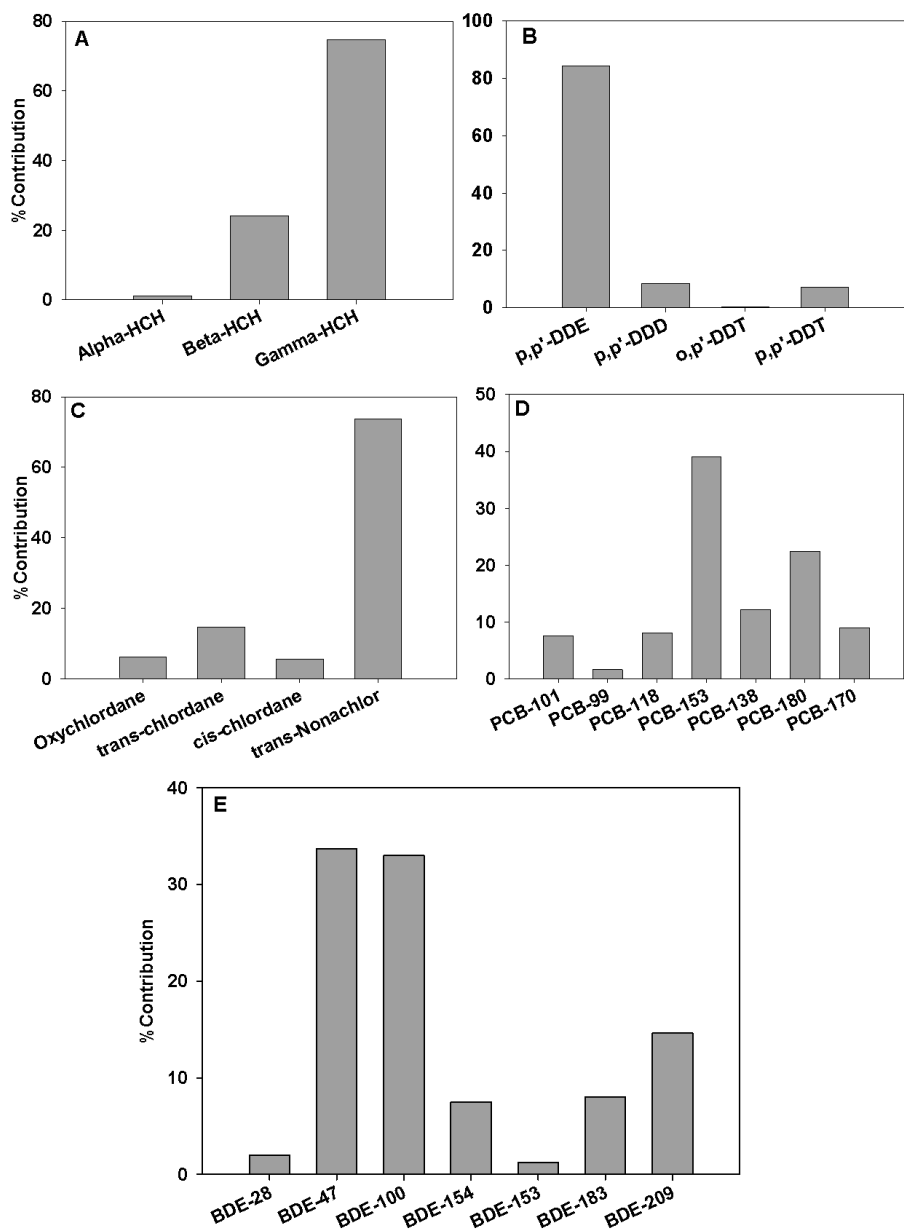 A
80
60
40
20
0
% Contribution
Alpha-HCH
Beta-HCH
Gamma-HCH
B
100
80
60
40
20
0
p,p'-DDE
p,p'-DDD
o,p'-DDT
p,p'-DDT
C
80
60
40
20
0
% Contribution
Oxychlordane
trans-chlordane
cis-chlordane
trans-Nonachlor
D
50
40
30
20
10
0
PCB-101
PCB-99
PCB-118
PCB-153
PCB-138
PCB-180
PCB-170
E
40
30
20
10
0
% Contribution
BDE-28
BDE-47
BDE-100
BDE-154
BDE-153
BDE-183
BDE-209